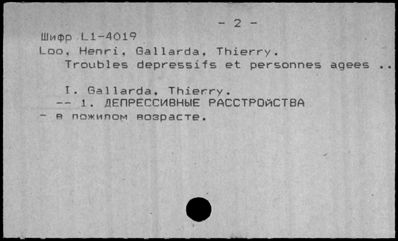 - 2 -
Шифр L1-4019
Loo, Henri, Gallarda, Thierry.
Troubles depressifs et personnes agees ..
I. Gallarda, Thierry.
-- 1. ДЕПРЕССИВНЫЕ РАССТРОЙСТВА
- в пожилом возрасте.